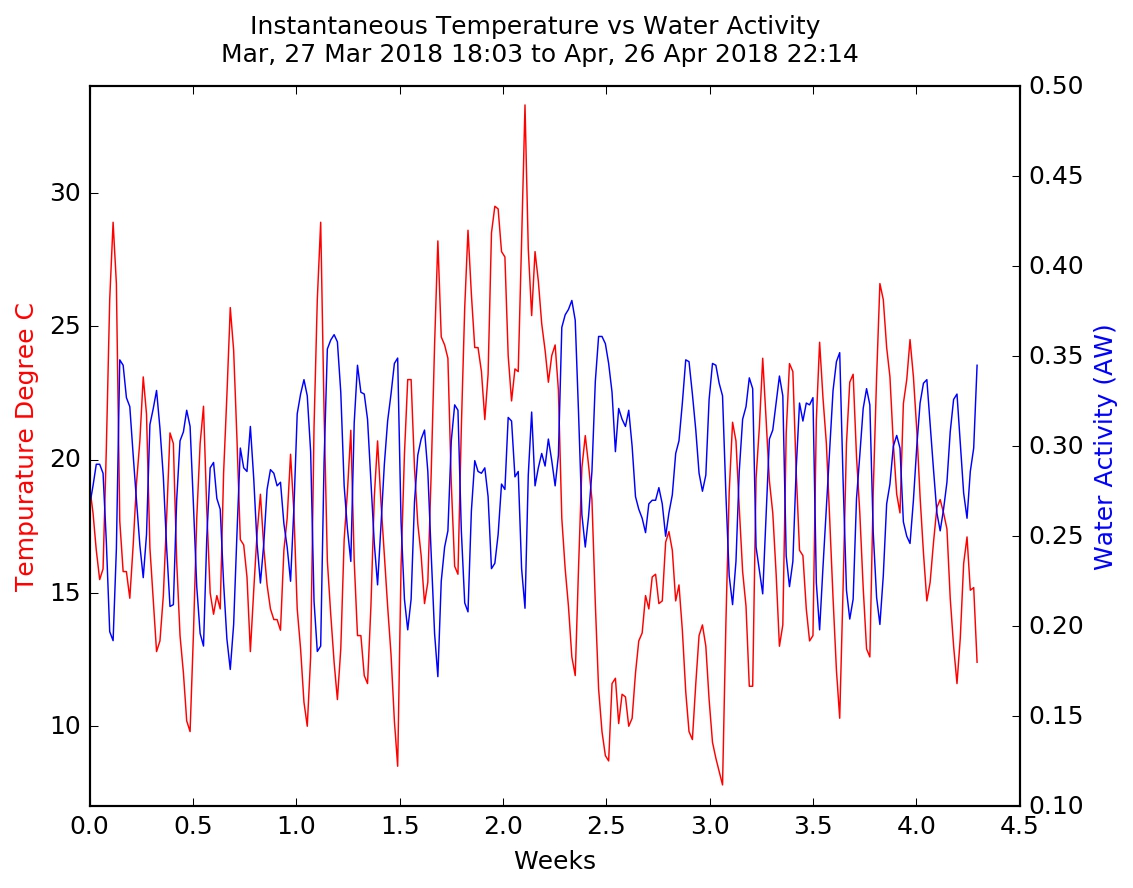 Instantaneous Temperature vs Water Activity
Mar, 27 Mar 2018 18:03 to Apr, 26 Apr 2018 22:14
Tempurature Degree C
30
25
20
15
10
0.50
0.45
0.40
0.35
0.30
0.25
0.20
0.15
0.10
Water Activity (AW)
0.0 0.5 1.0 1.5 2.0 2.5 3.0 3.5 4.0 4.5
Weeks